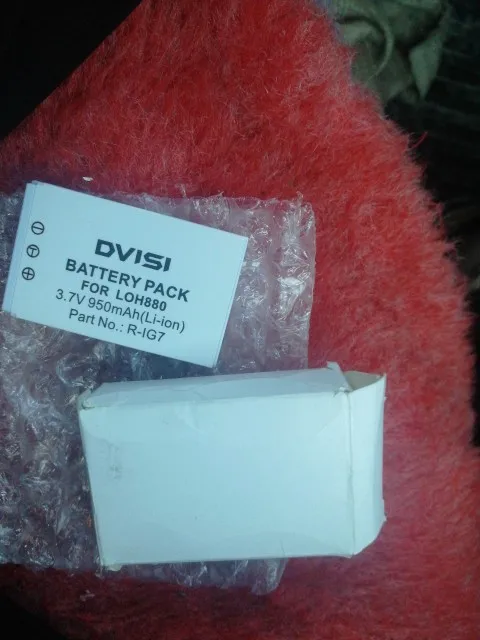 DVISI
BATTERY PACK
FOR LOH880
3.7V 950mAh(Li-ion)
Part No.: R-IG7